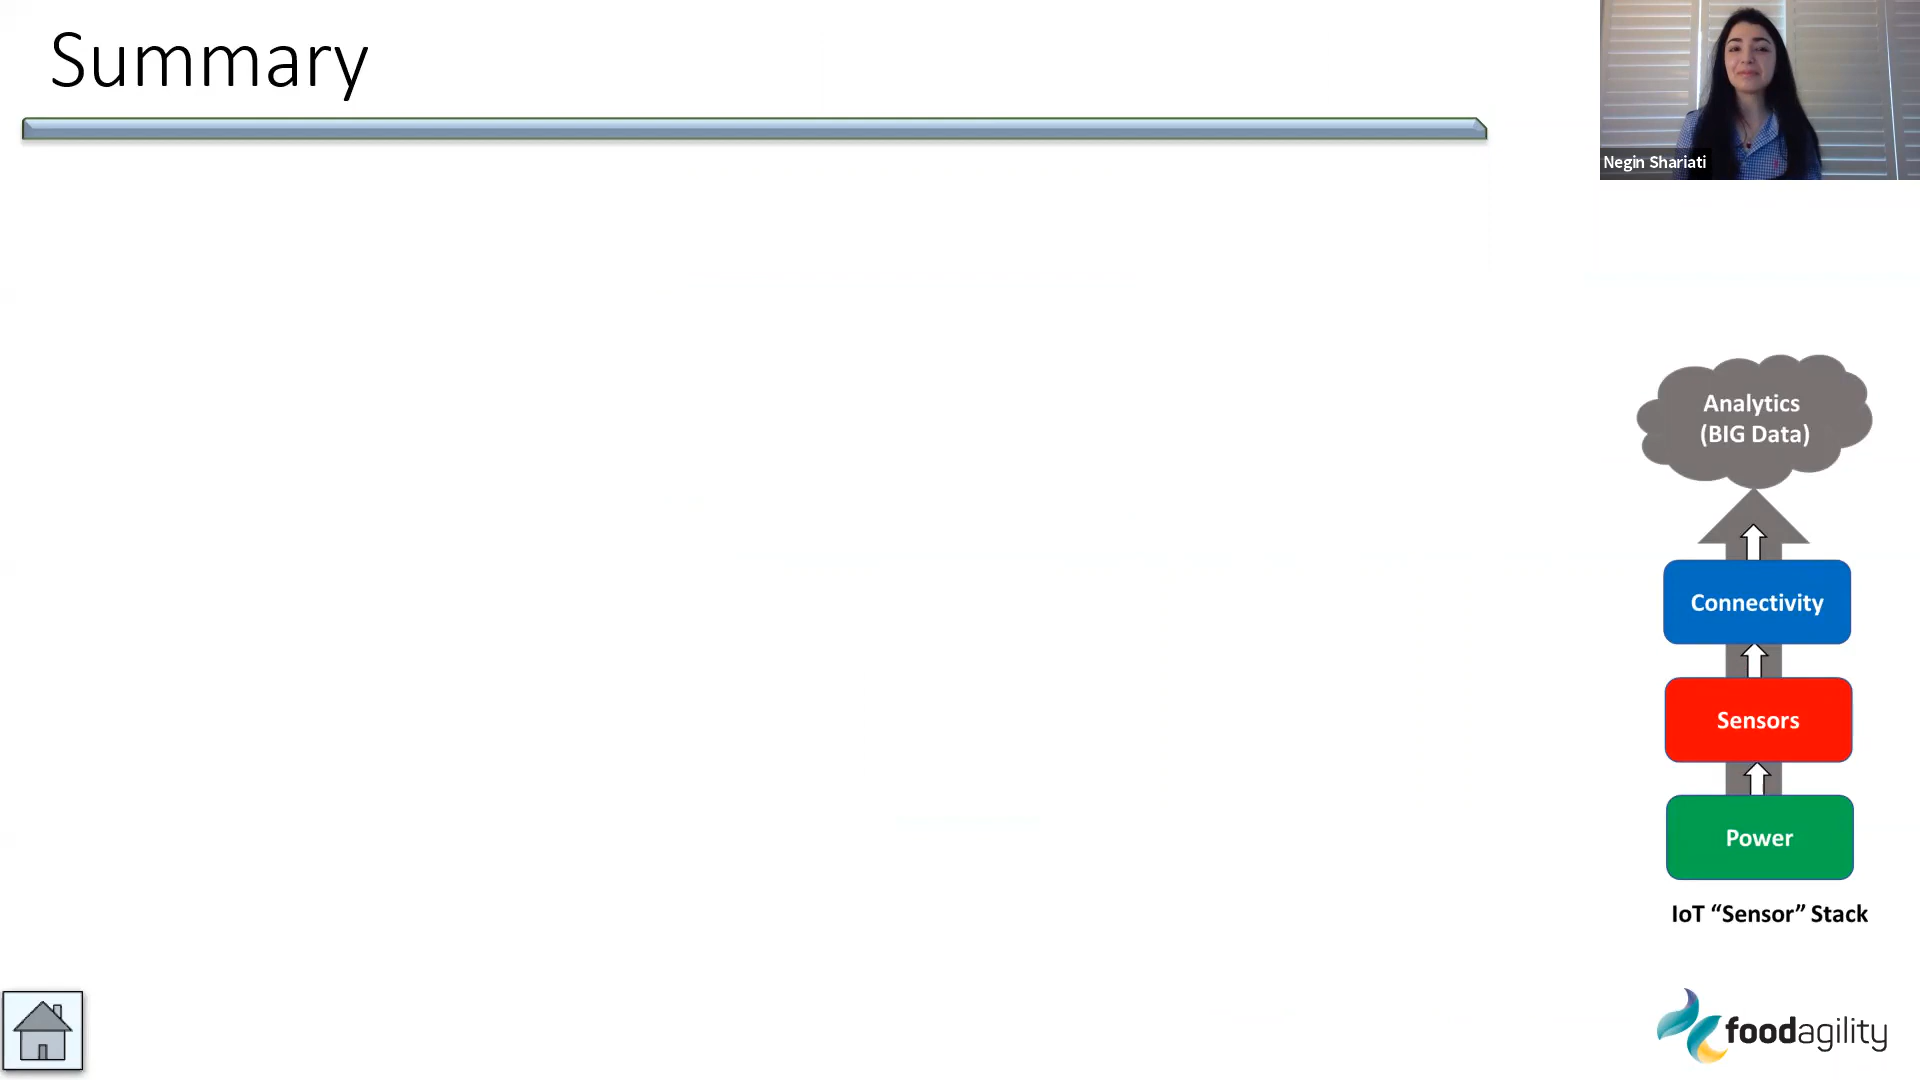 Summary
Negin Shariati
Analytics
(BIG Data)
Connectivity
Sensors
Power
IoT “Sensor” Stack
foodagility